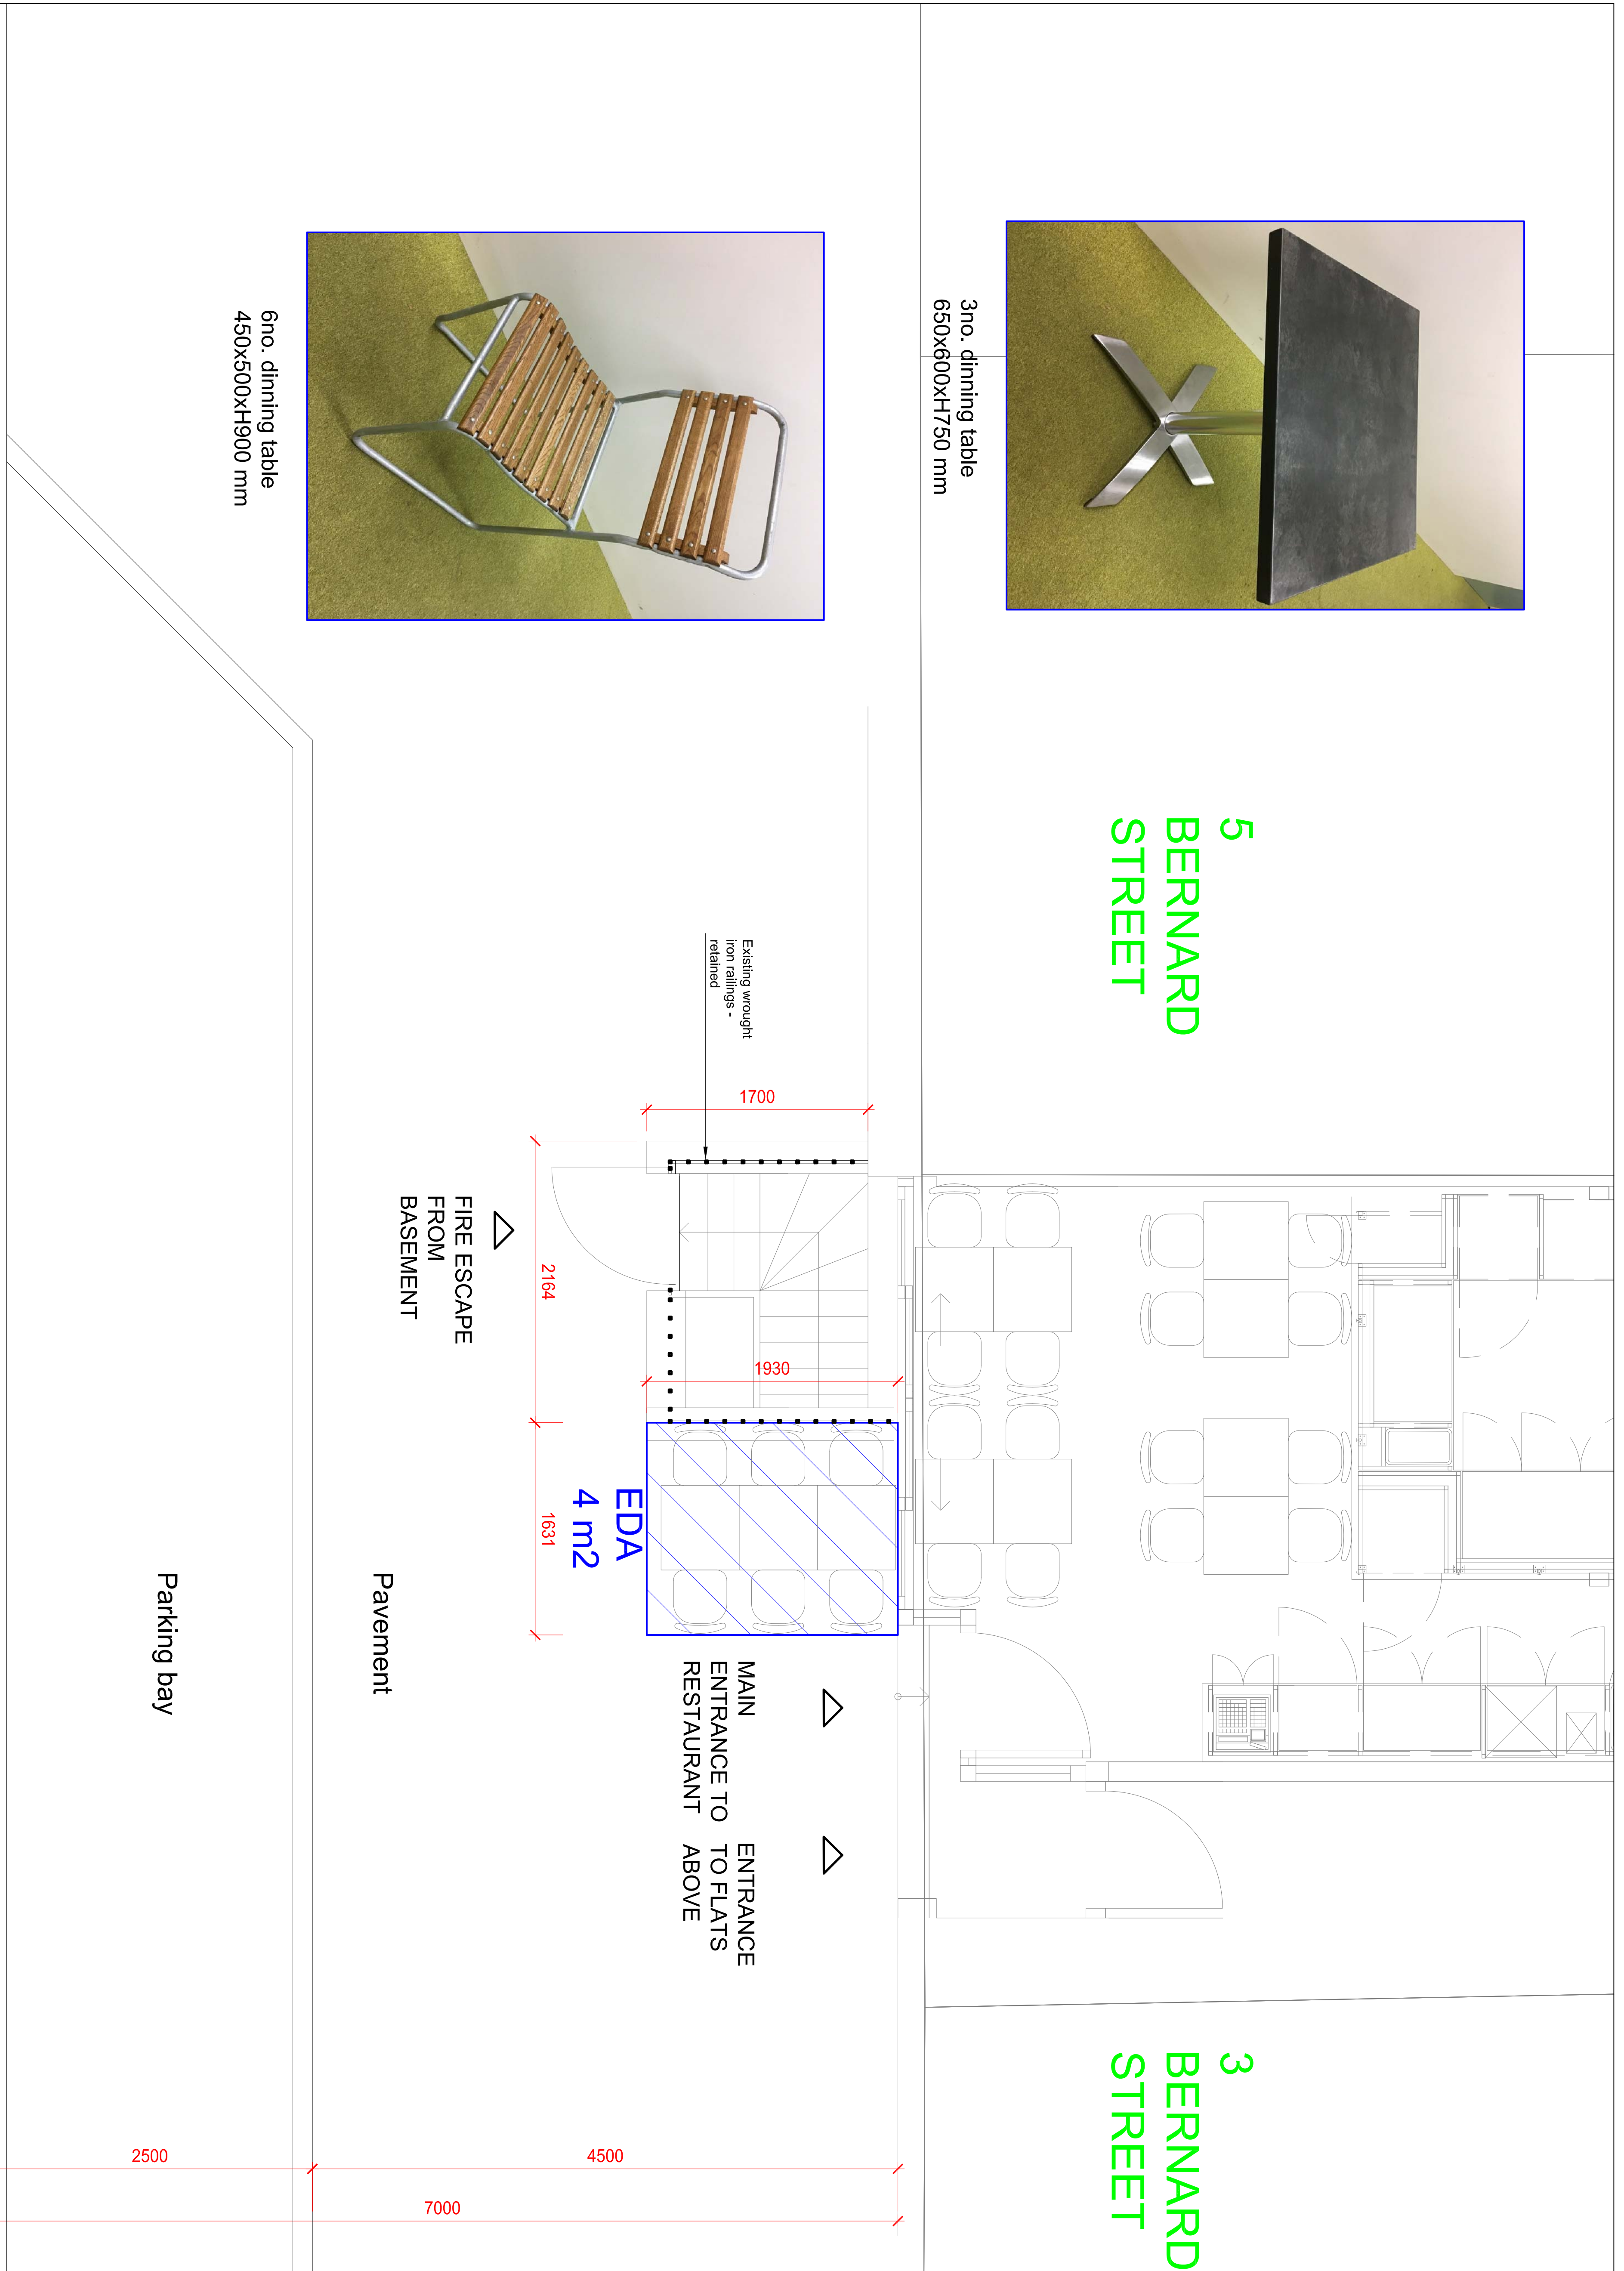 3no. dinning table
650x600xH750 mm
6no. dinning table
450x500xH900 mm
5
BERNARD
STREET
3
BERNARD
STREET
Existing wrought
iron railings -
retained
1700
2164
1930
1631
EDA
4 m2
FIRE ESCAPE
FROM
BASEMENT
MAIN
ENTRANCE TO
RESTAURANT
ENTRANCE
TO FLATS
ABOVE
Pavement
Parking bay
4500
2500
7000